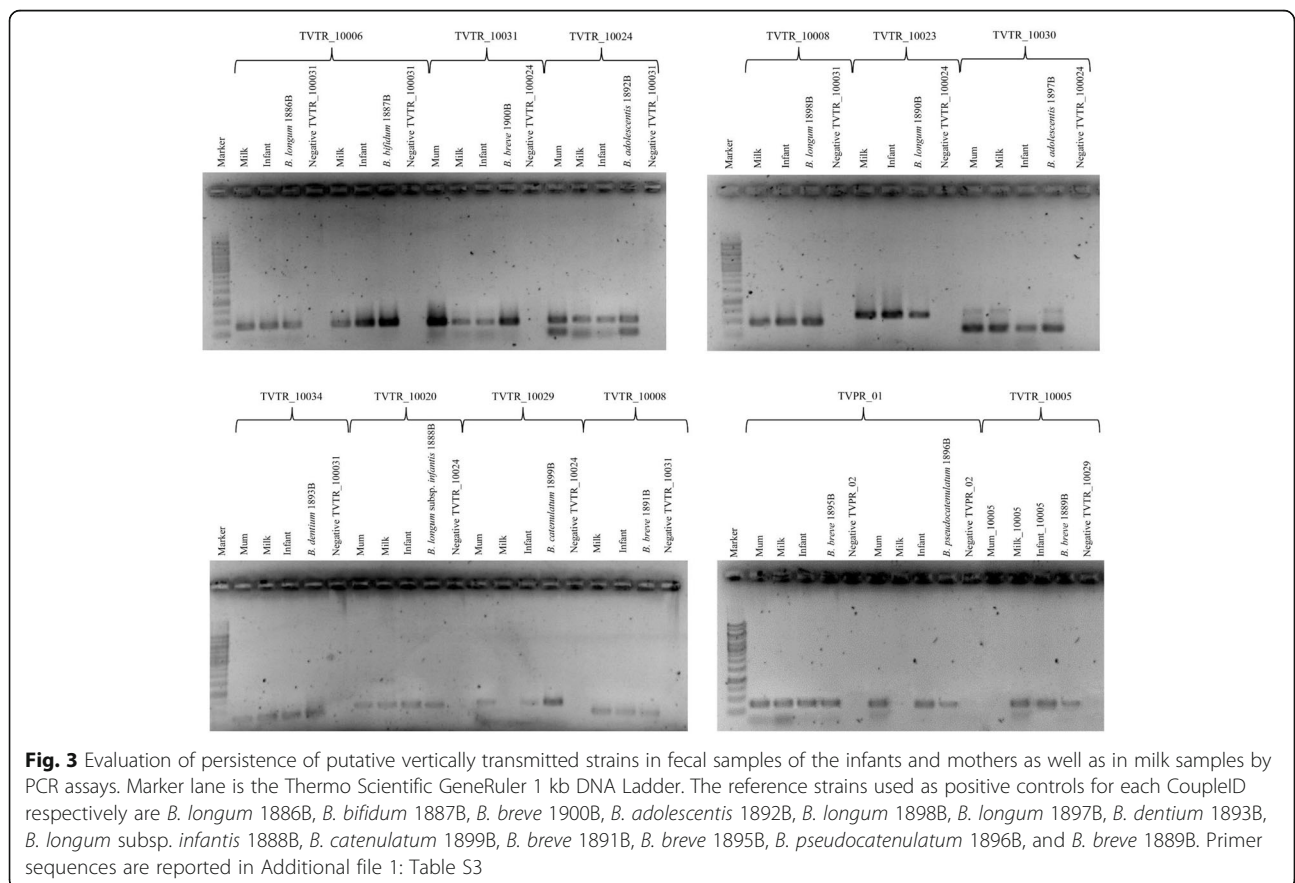 TVTR_10006
TVTR_10031
TVTR_10024
Marker
Milk
Infant
B. longum 1886B
Negative TVTR_100031
Milk
Infant
B. bifidum 1887B
Negative TVTR_100031
Mum
Milk
Infant
B. breve 1900B
Negative TVTR_100024
Mum
Milk
Infant
B. adolescentis 1892B
Negative TVTR_100031
TVTR_10008
TVTR_10023
TVTR_10030
Marker
Milk
Infant
B. longum 1898B
Negative TVTR_100031
Milk
Infant
B. longum 1890B
Negative TVTR_100024
Mum
Milk
Infant
B. adolescentis 1897B
Negative TVTR_100024
TVTR_10034
TVTR_10020
TVTR_10029
TVTR_10008
Marker
Mum
Milk
Infant
B. dentium 1893B
Negative TVTR_100031
Mum
Milk
Infant
B. longum subsp. infantis 1888B
Negative TVTR_10024
Mum
Milk
Infant
B. catenulatum 1899B
Negative TVTR_10024
Milk
Infant
B. breve 1891B
Negative TVTR_10031
TVPR_01
TVTR_10005
Marker
Mum
Milk
Infant
B. breve 1895B
Negative TVPR_02
Mum
Milk
Infant
B. pseudocatenulatum 1896B
Negative TVPR_02
Mum_10005
Milk_10005
Infant_10005
B. breve 1889B
Negative TVTR_10029
Fig. 3 Evaluation of persistence of putative vertically transmitted strains in fecal samples of the infants and mothers as well as in milk samples by
PCR assays. Marker lane is the Thermo Scientific GeneRuler 1 kb DNA Ladder. The reference strains used as positive controls for each CoupleID
respectively are B. longum 1886B, B. bifidum 1887B, B. breve 1900B, B. adolescentis 1892B, B. longum 1898B, B. longum 1897B, B. dentium 1893B,
B. longum subsp. infantis 1888B, B. catenulatum 1899B, B. breve 1891B, B. breve 1895B, B. pseudocatenulatum 1896B, and B. breve 1889B. Primer
sequences are reported in Additional file 1: Table S3